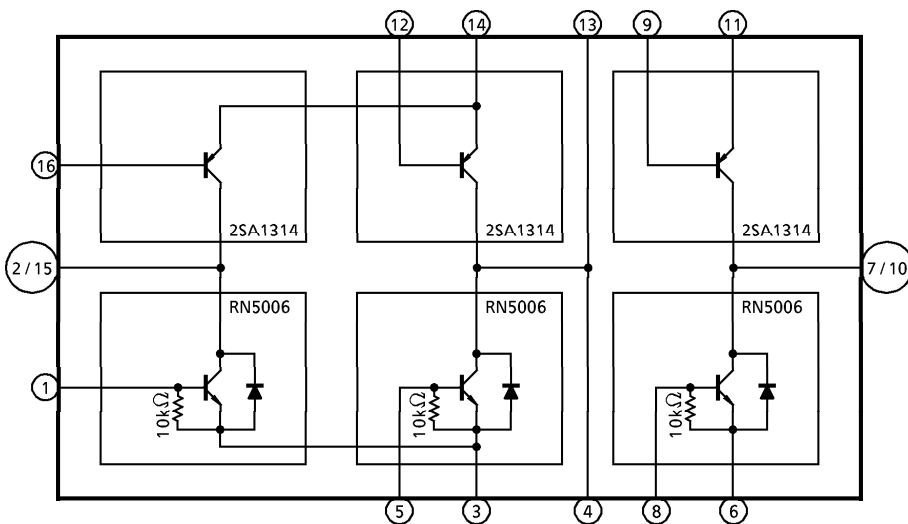 12 14 13 9 11
16
2SA1314 2SA1314 2SA1314
2 / 15 7 / 10
RN5006 RN5006 RN5006
1
10kΩ 10kΩ 10kΩ
5 3 4 8 6